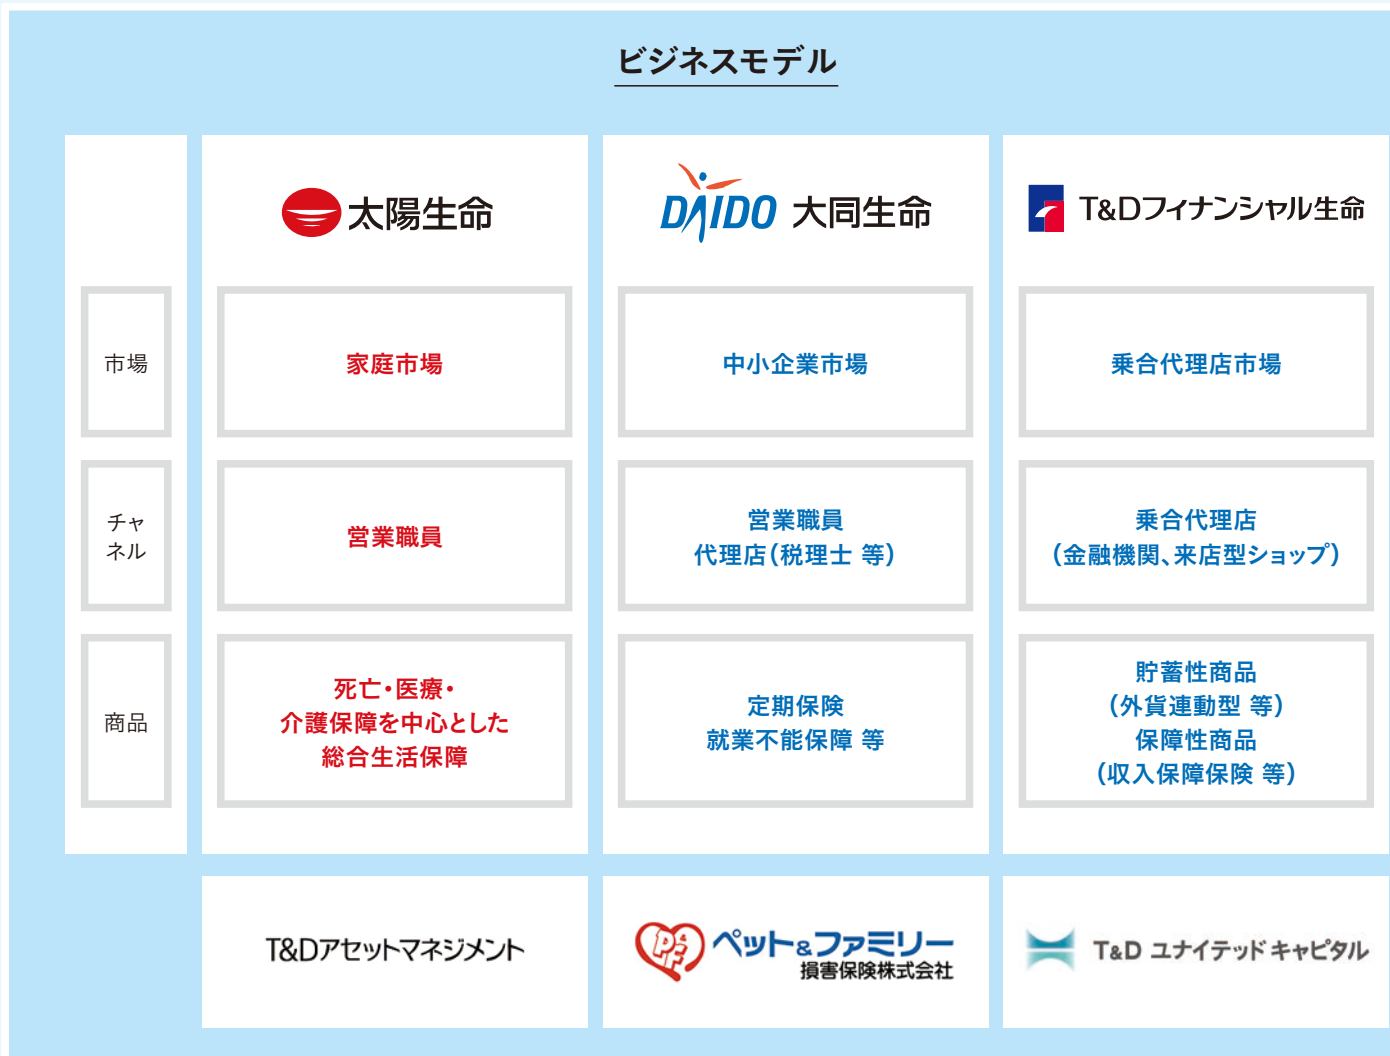 ビジネスモデル
太陽生命
DAIDO 大同生命
T&Dフィナンシャル生命
市場
家庭市場
中小企業市場
乗合代理店市場
チャ
ネル
営業職員
営業職員
代理店(税理士 等)
乗合代理店
(金融機関、来店型ショップ)
商品
死亡・医療・
介護保障を中心とした
総合生活保障
定期保険
就業不能保障 等
貯蓄性商品
(外貨連動型 等)
保障性商品
(収入保障保険 等)
T&Dアセットマネジメント
P&F
ペット&ファミリー
損害保険株式会社
T&D ユナイテッド キャピタル